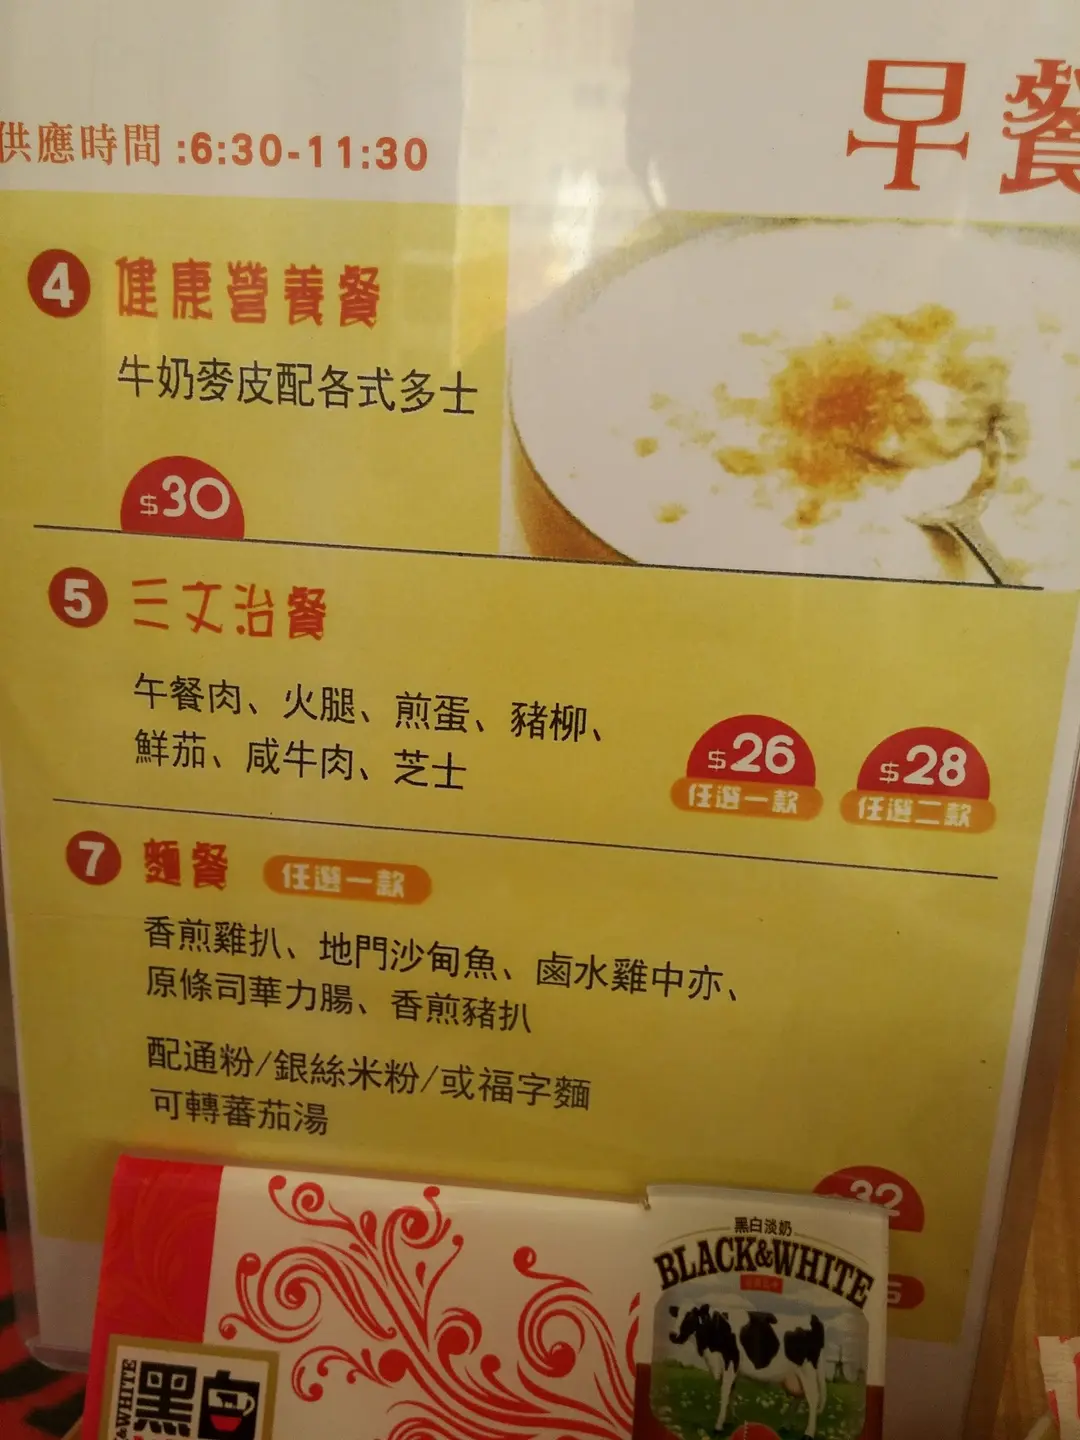 供應時間 :6:30-11:30
早餐
4 健康營養餐
牛奶麥皮配各式多士
$30
5 三文治餐
午餐肉、火腿、煎蛋、豬柳、
鮮茄、咸牛肉、芝士
$26 任選一款
$28 任選二款
7 麵餐 任選一款
香煎雞扒、地門沙甸魚、鹵水雞中亦、
原條司華力腸、香煎豬扒
配通粉/銀絲米粉/或福字麵
可轉蕃茄湯
32
黑白淡奶
BLACK&WHITE
黑白
&WHITE